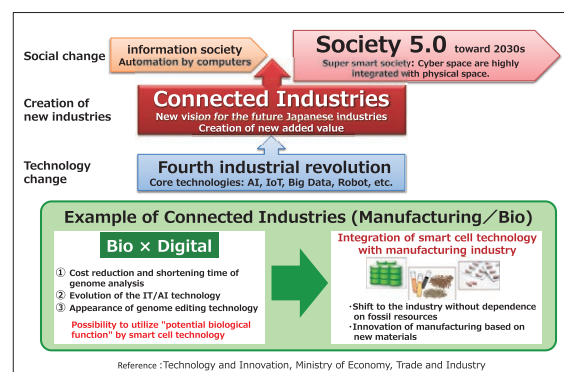 Social change
information society
Automation by computers
Society 5.0 toward 2030s
Super smart society: Cyber space are highly
integrated with physical space.
Creation of
new industries
Connected Industries
New vision for the future Japanese industries
Creation of new added value
Technology
change
Fourth industrial revolution
Core technologies: AI, IoT, Big Data, Robot, etc.
Example of Connected Industries (Manufacturing／Bio)
Bio × Digital
① Cost reduction and shortening time of
genome analysis
② Evolution of the IT/AI technology
③ Appearance of genome editing technology
Possibility to utilize "potential biological
function" by smart cell technology
Integration of smart cell technology
with manufacturing industry
・Shift to the industry without dependence
on fossil resources
・Innovation of manufacturing based on
new materials
Reference :Technology and Innovation, Ministry of Economy, Trade and Industry